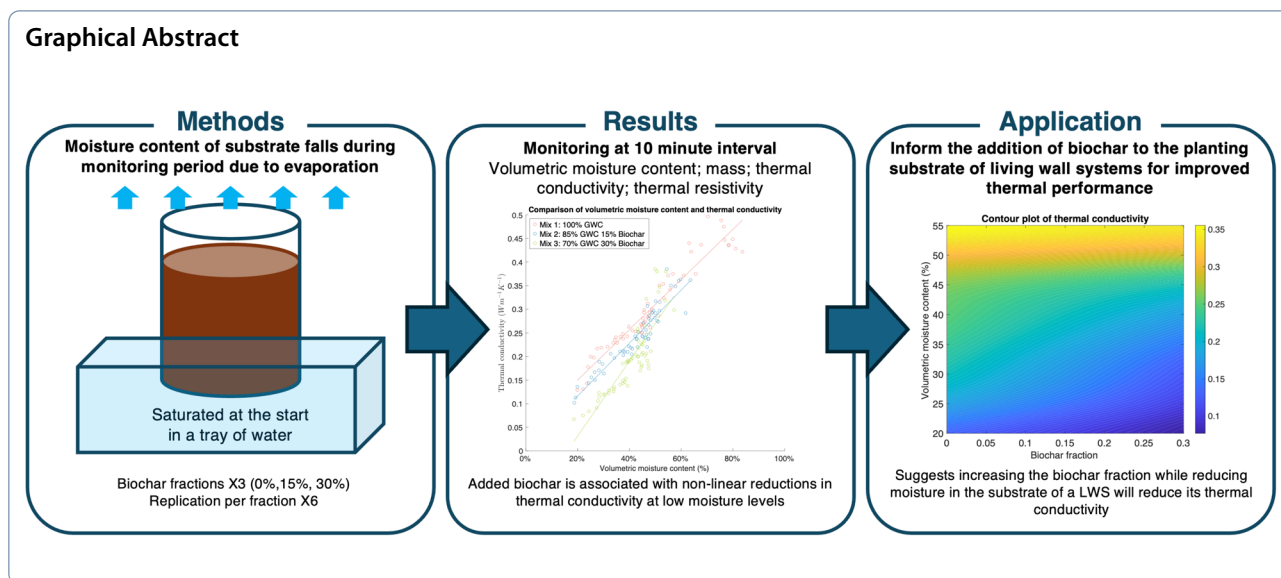 Graphical Abstract
Methods
Moisture content of substrate falls during
monitoring period due to evaporation
Saturated at the start
in a tray of water
Biochar fractions X3 (0%,15%, 30%)
Replication per fraction X6
Results
Monitoring at 10 minute interval
Volumetric moisture content; mass; thermal
conductivity; thermal resistivity
Comparison of volumetric moisture content and thermal conductivity
Mix 1: 100% GWC
Mix 2: 85% GWC 15% Biochar
Mix 3: 70% GWC 30% Biochar
Thermal conductivity (Wm⁻¹K⁻¹)
0.5
0.45
0.4
0.35
0.3
0.25
0.2
0.15
0.1
0.05
0
0%
20%
40%
60%
80%
100%
Volumetric moisture content (%)
Added biochar is associated with non-linear reductions in
thermal conductivity at low moisture levels
Application
Inform the addition of biochar to the planting
substrate of living wall systems for improved
thermal performance
Contour plot of thermal conductivity
Volumetric moisture content (%)
55
50
45
40
35
30
25
20
0
0.05
0.1
0.15
0.2
0.25
0.3
Biochar fraction
0.35
0.3
0.25
0.2
0.15
0.1
Suggests increasing the biochar fraction while reducing
moisture in the substrate of a LWS will reduce its thermal
conductivity